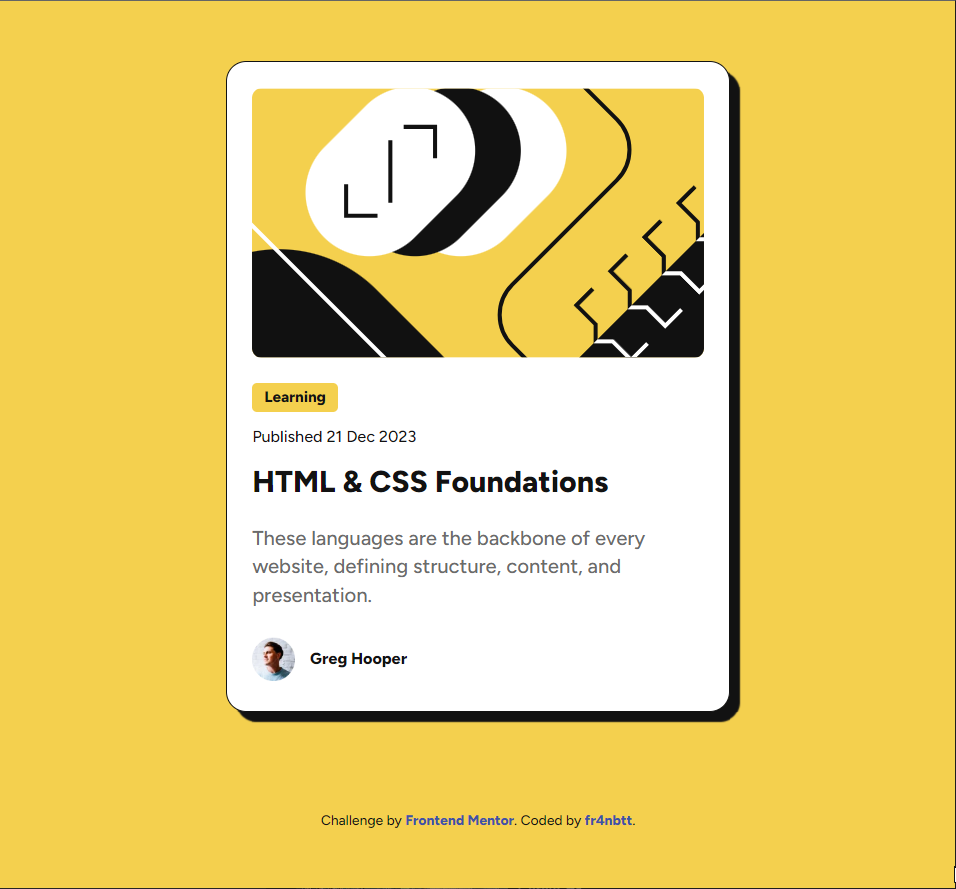 Learning
Published 21 Dec 2023
HTML & CSS Foundations
These languages are the backbone of every
website, defining structure, content, and
presentation.
Greg Hooper
Challenge by Frontend Mentor. Coded by fr4nbtt.